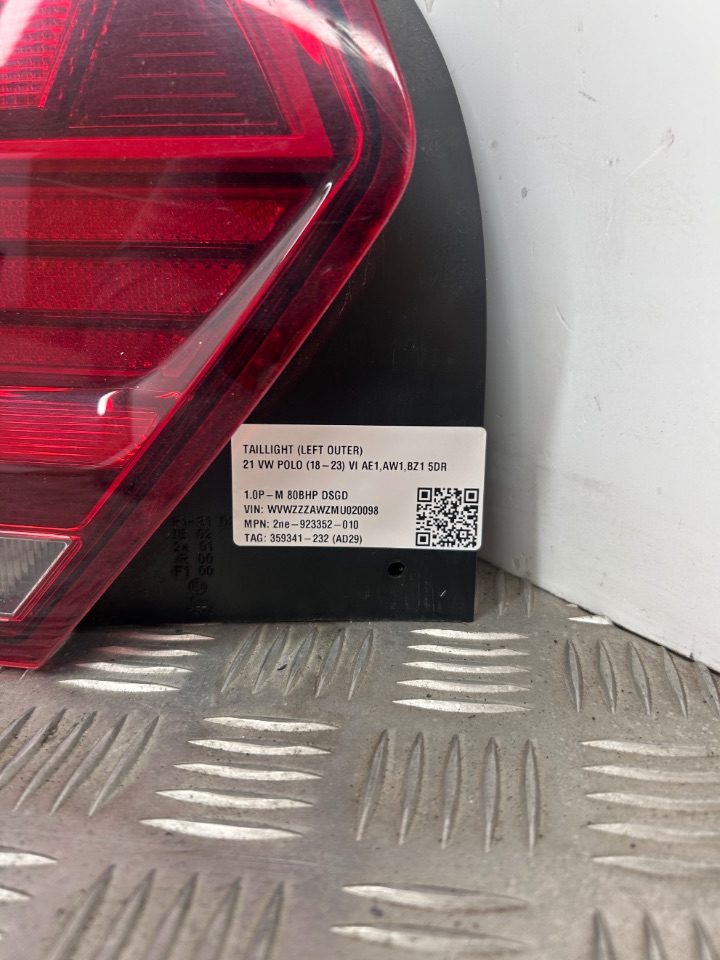 TAILLIGHT (LEFT OUTER)
21 VW POLO (18-23) VI AE1,AW1,BZ1 5DR
1.0P-M 80BHP DSGD
VIN: WVWZZZAWZMU020098
MPN: 2ne-923352-010
TAG: 359341-232 (AD29)